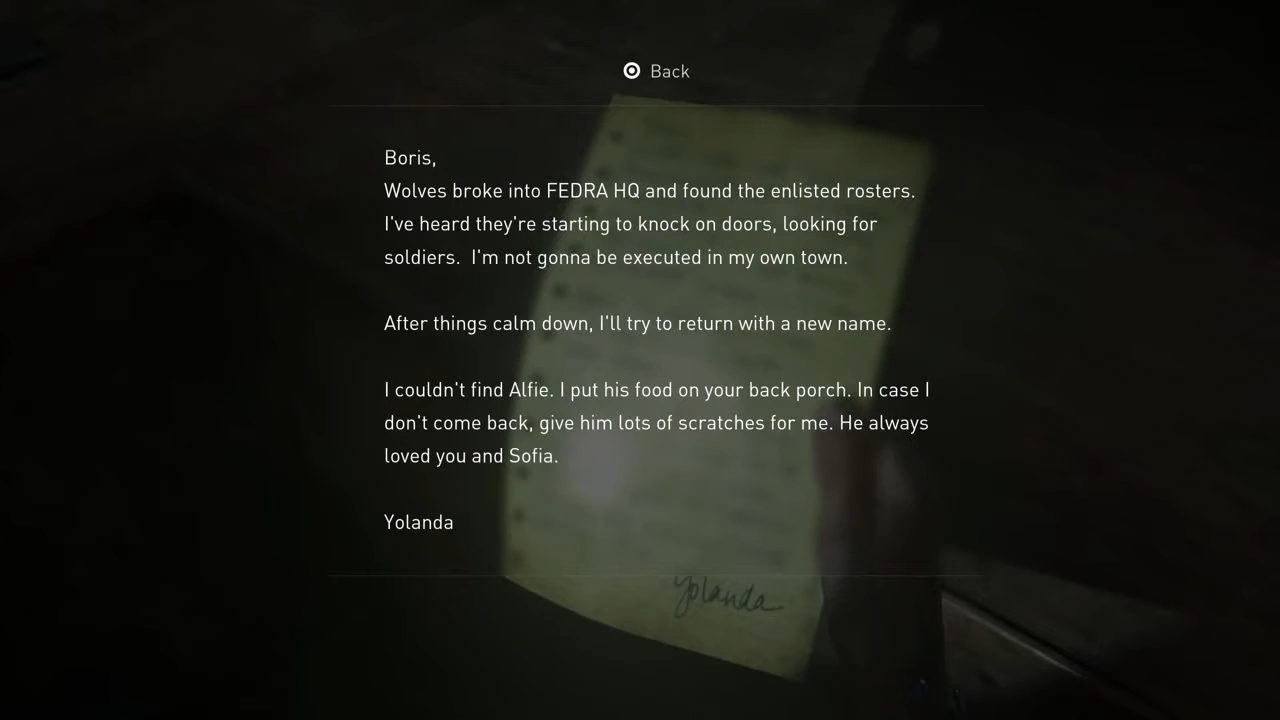 Back
Boris,
Wolves broke into FEDRA HQ and found the enlisted rosters.
I've heard they're starting to knock on doors, looking for
soldiers.  I'm not gonna be executed in my own town.
After things calm down, I'll try to return with a new name.
I couldn't find Alfie. I put his food on your back porch. In case I
don't come back, give him lots of scratches for me. He always
loved you and Sofia.
Yolanda
Yolanda